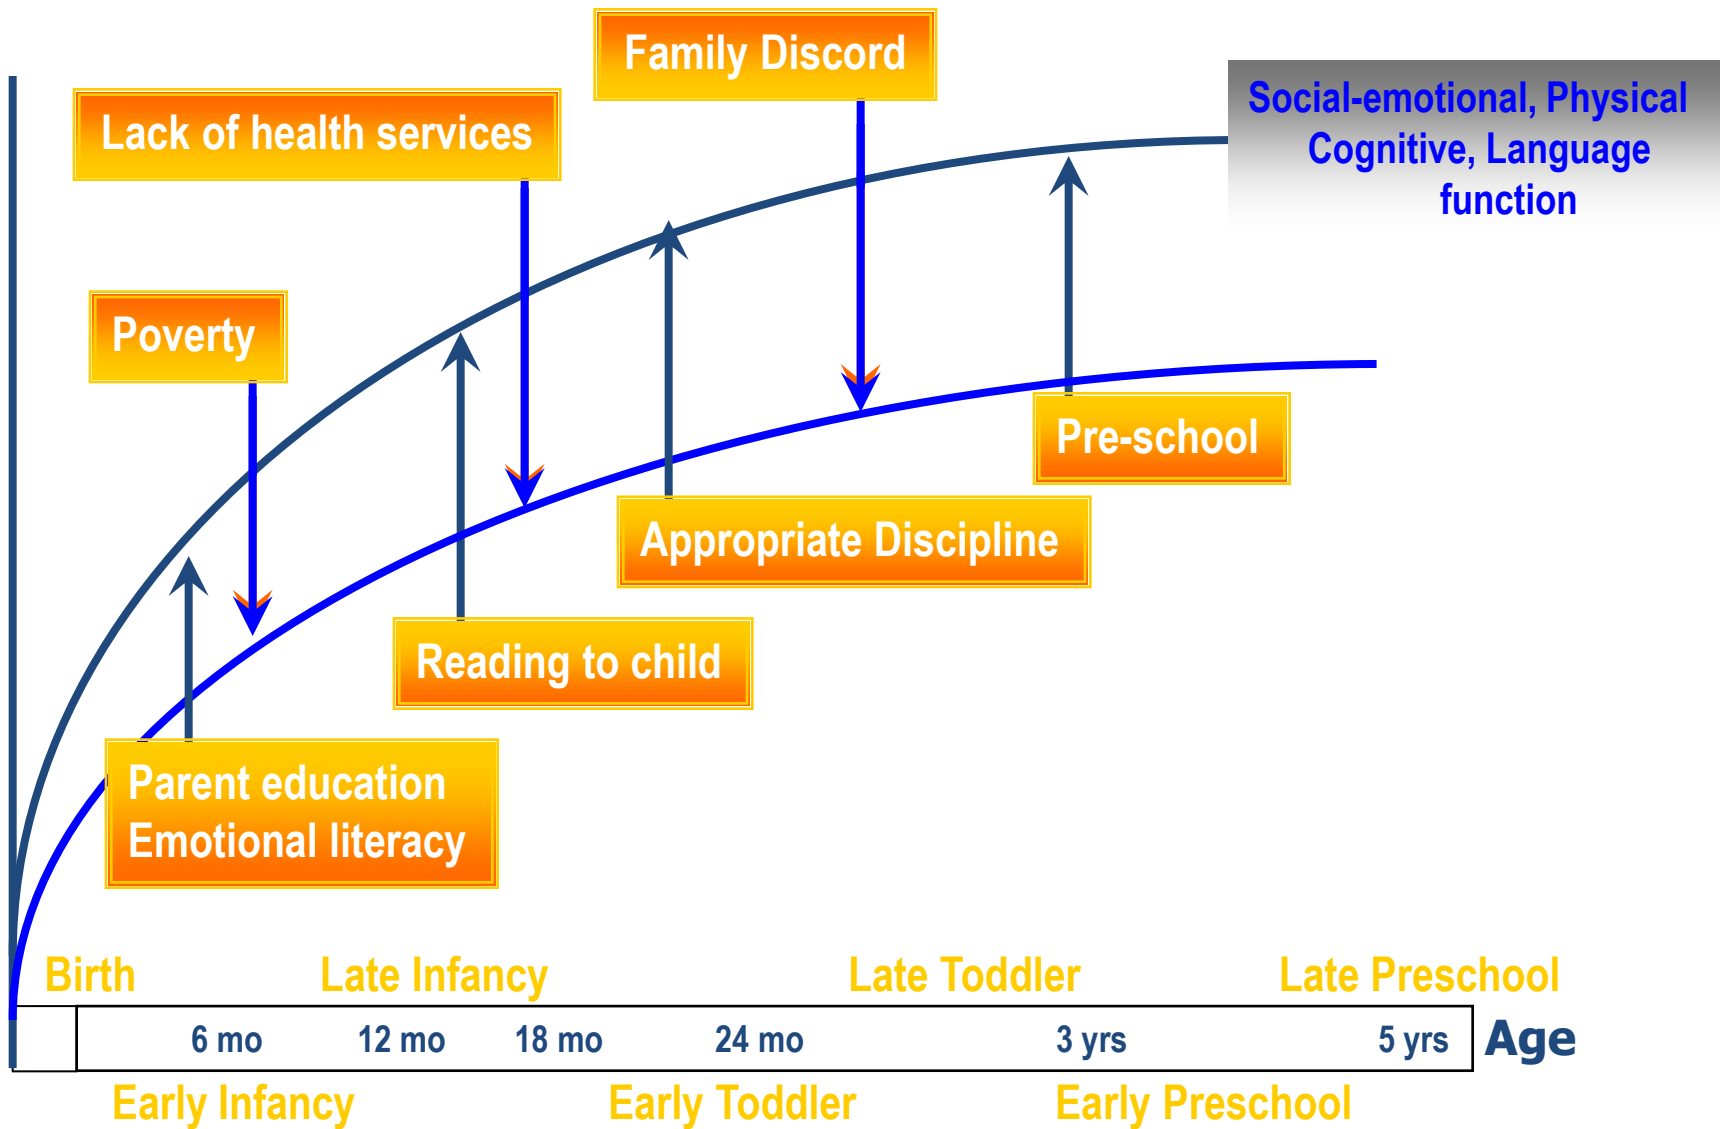 Family Discord
Social-emotional, Physical
Cognitive, Language
function
Lack of health services
Poverty
Pre-school
Appropriate Discipline
Reading to child
Parent education
Emotional literacy
Birth
Late Infancy
Late Toddler
Late Preschool
6 mo
12 mo
18 mo
24 mo
3 yrs
5 yrs
Age
Early Infancy
Early Toddler
Early Preschool